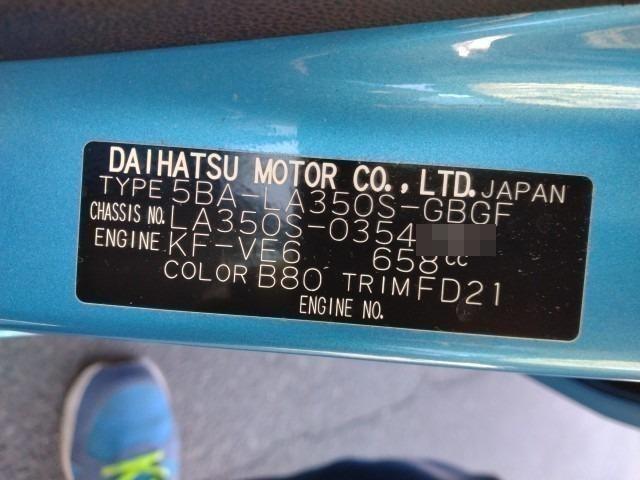 DAIHATSU MOTOR CO., LTD. JAPAN
TYPE 5BA-LA350S-GBGF
CHASSIS NO. LA350S-0354
ENGINE KF-VE6 658cc
COLOR B80 TRIM FD21
ENGINE NO.